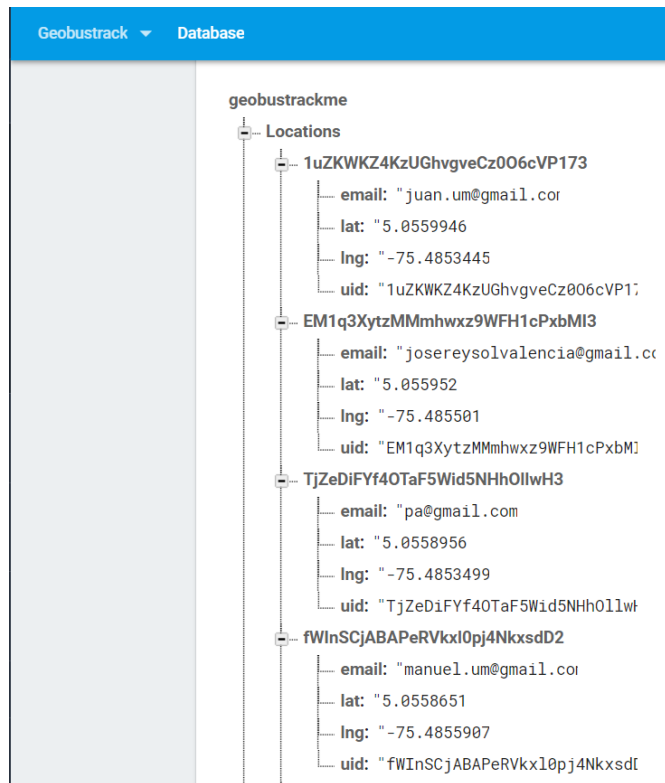 Geobustrack Database
geobustrackme
Locations
1uZKWKZ4KzUGhvgveCz0O6cVP173
email: "juan.um@gmail.com
lat: "5.0559946
lng: "-75.4853445
uid: "1uZKWKZ4KzUGhvgveCz0O6cVP17
EM1q3XytzMMmhwxz9WFH1cPxbMI3
email: "josereysolvalencia@gmail.co
lat: "5.055952
lng: "-75.485501
uid: "EM1q3XytzMMmhwxz9WFH1cPxbMI
TjZeDiFYf4OTaF5Wid5NHhOllwH3
email: "pa@gmail.com
lat: "5.0558956
lng: "-75.4853499
uid: "TjZeDiFYf4OTaF5Wid5NHhOllwH
fWInSCjABAPeRVkxl0pj4NkxsdD2
email: "manuel.um@gmail.com
lat: "5.0558651
lng: "-75.4855907
uid: "fWInSCjABAPeRVkxl0pj4NkxsdD